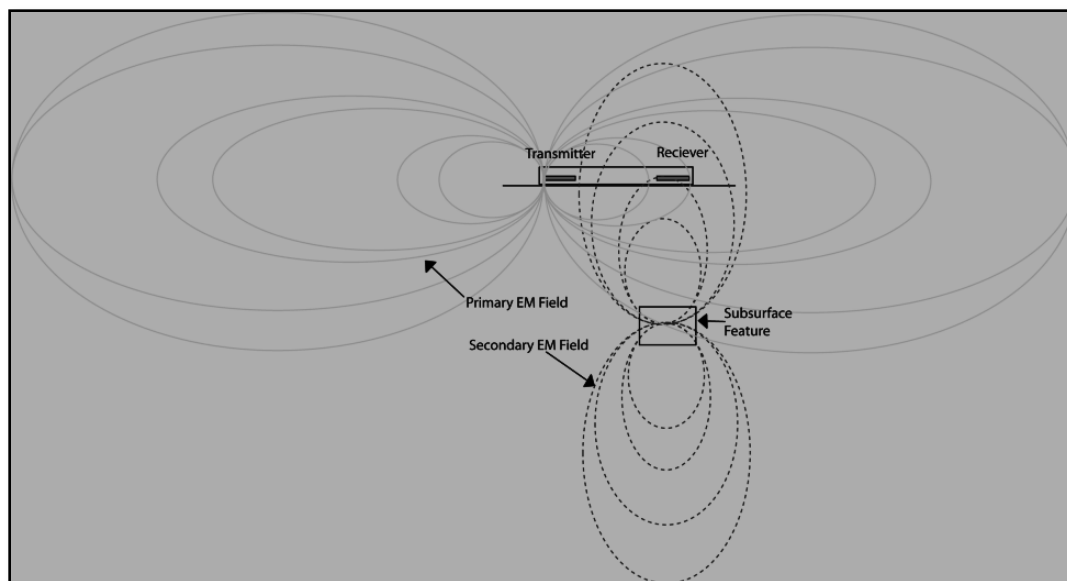 Transmitter
Reciever
Primary EM Field
Subsurface
Feature
Secondary EM Field